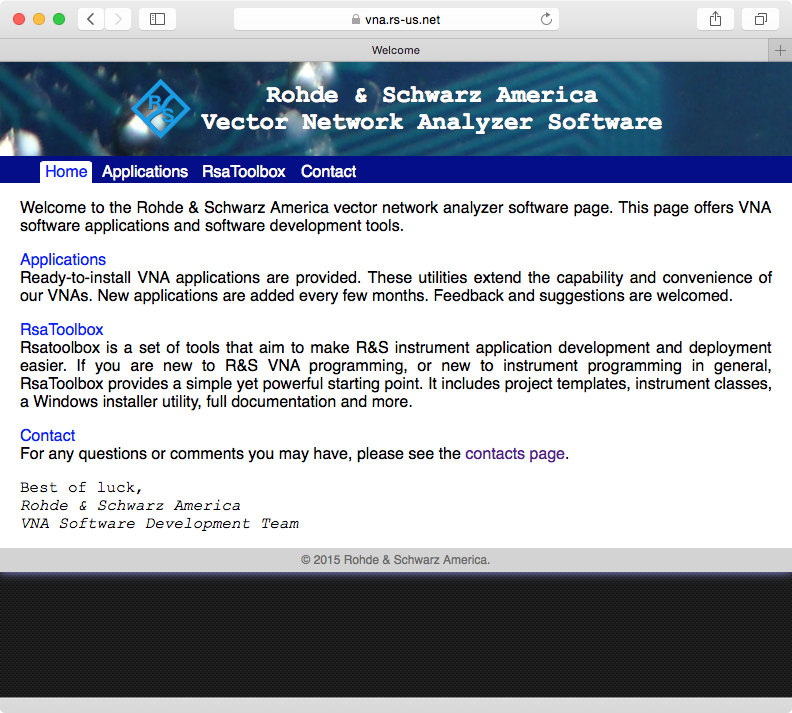 vna.rs-us.net
Welcome
R&S
Rohde & Schwarz America
Vector Network Analyzer Software
Home Applications RsaToolbox Contact
Welcome to the Rohde & Schwarz America vector network analyzer software page. This page offers VNA
software applications and software development tools.
Applications
Ready-to-install VNA applications are provided. These utilities extend the capability and convenience of
our VNAs. New applications are added every few months. Feedback and suggestions are welcomed.
RsaToolbox
Rsatoolbox is a set of tools that aim to make R&S instrument application development and deployment
easier. If you are new to R&S VNA programming, or new to instrument programming in general,
RsaToolbox provides a simple yet powerful starting point. It includes project templates, instrument classes,
a Windows installer utility, full documentation and more.
Contact
For any questions or comments you may have, please see the contacts page.
Best of luck,
Rohde & Schwarz America
VNA Software Development Team
© 2015 Rohde & Schwarz America.